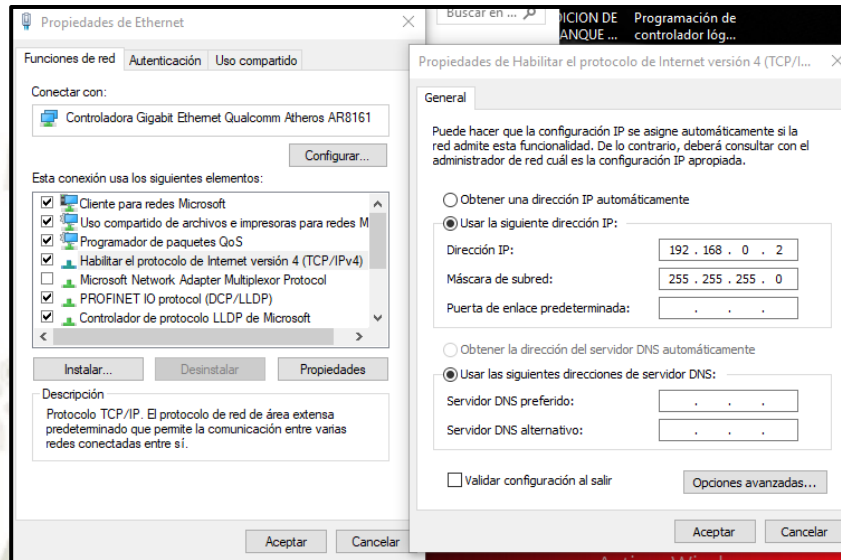 Propiedades de Ethernet
Funciones de red
Autenticación
Uso compartido
Conectar con:
Controladora Gigabit Ethernet Qualcomm Atheros AR8161
Configurar...
Esta conexión usa los siguientes elementos:
Cliente para redes Microsoft
Uso compartido de archivos e impresoras para redes M
Programador de paquetes QoS
Habilitar el protocolo de Internet versión 4 (TCP/IPv4)
Microsoft Network Adapter Multiplexor Protocol
PROFINET IO protocol (DCP/LLDP)
Controlador de protocolo LLDP de Microsoft
Instalar...
Desinstalar
Propiedades
Descripción
Protocolo TCP/IP. El protocolo de red de área extensa
predeterminado que permite la comunicación entre varias
redes conectadas entre sí.
Aceptar
Cancelar
Buscar en ...
DICION DE
ANQUE ...
Programación de
controlador lóg...
Propiedades de Habilitar el protocolo de Internet versión 4 (TCP/I...
General
Puede hacer que la configuración IP se asigne automáticamente si la
red admite esta funcionalidad. De lo contrario, deberá consultar con el
administrador de red cuál es la configuración IP apropiada.
Obtener una dirección IP automáticamente
Usar la siguiente dirección IP:
Dirección IP:
192 . 168 . 0 . 2
Máscara de subred:
255 . 255 . 255 . 0
Puerta de enlace predeterminada:
. . .
Obtener la dirección del servidor DNS automáticamente
Usar las siguientes direcciones de servidor DNS:
Servidor DNS preferido:
. . .
Servidor DNS alternativo:
. . .
Validar configuración al salir
Opciones avanzadas...
Aceptar
Cancelar